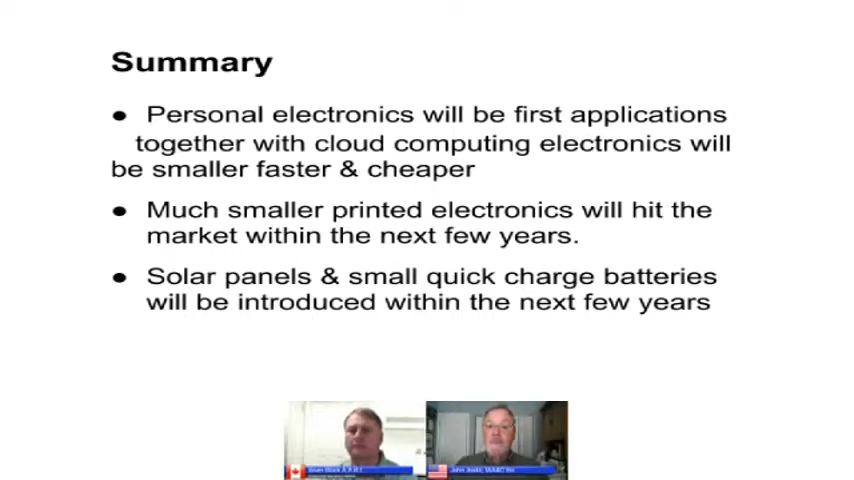 Summary
● Personal electronics will be first applications
together with cloud computing electronics will
be smaller faster & cheaper
● Much smaller printed electronics will hit the
market within the next few years.
● Solar panels & small quick charge batteries
will be introduced within the next few years